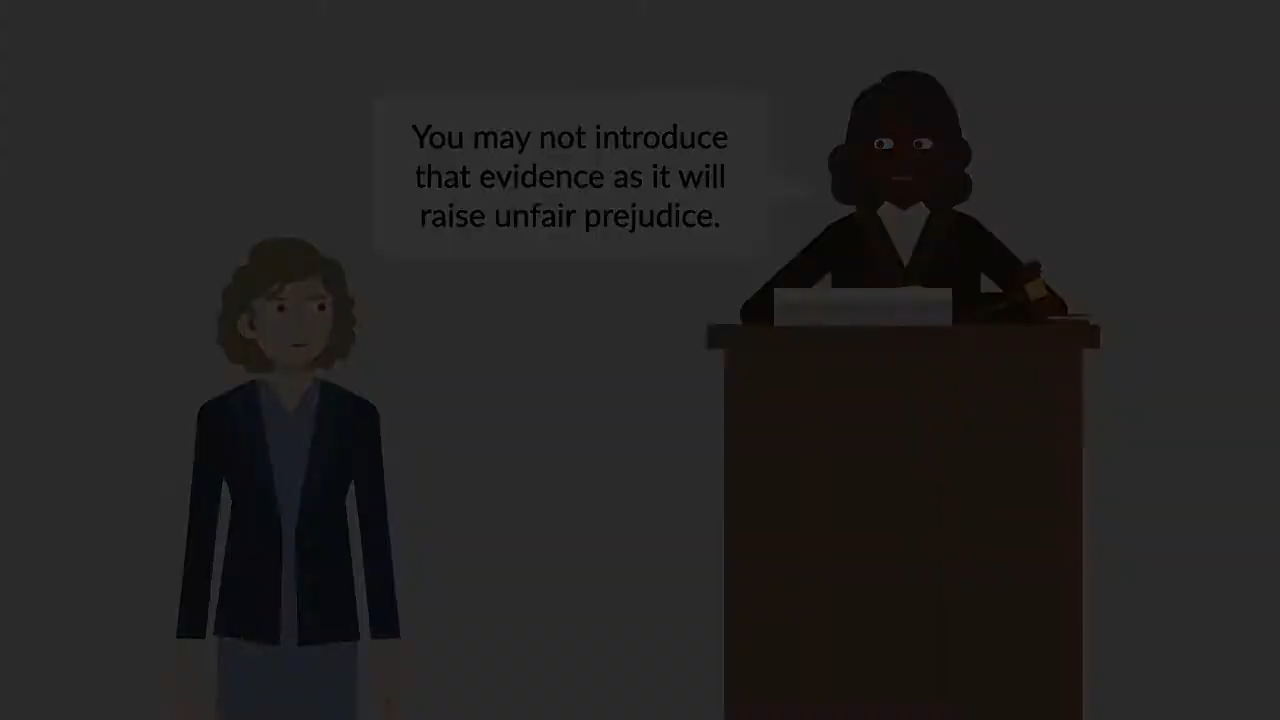 You may not introduce
that evidence as it will
raise unfair prejudice.